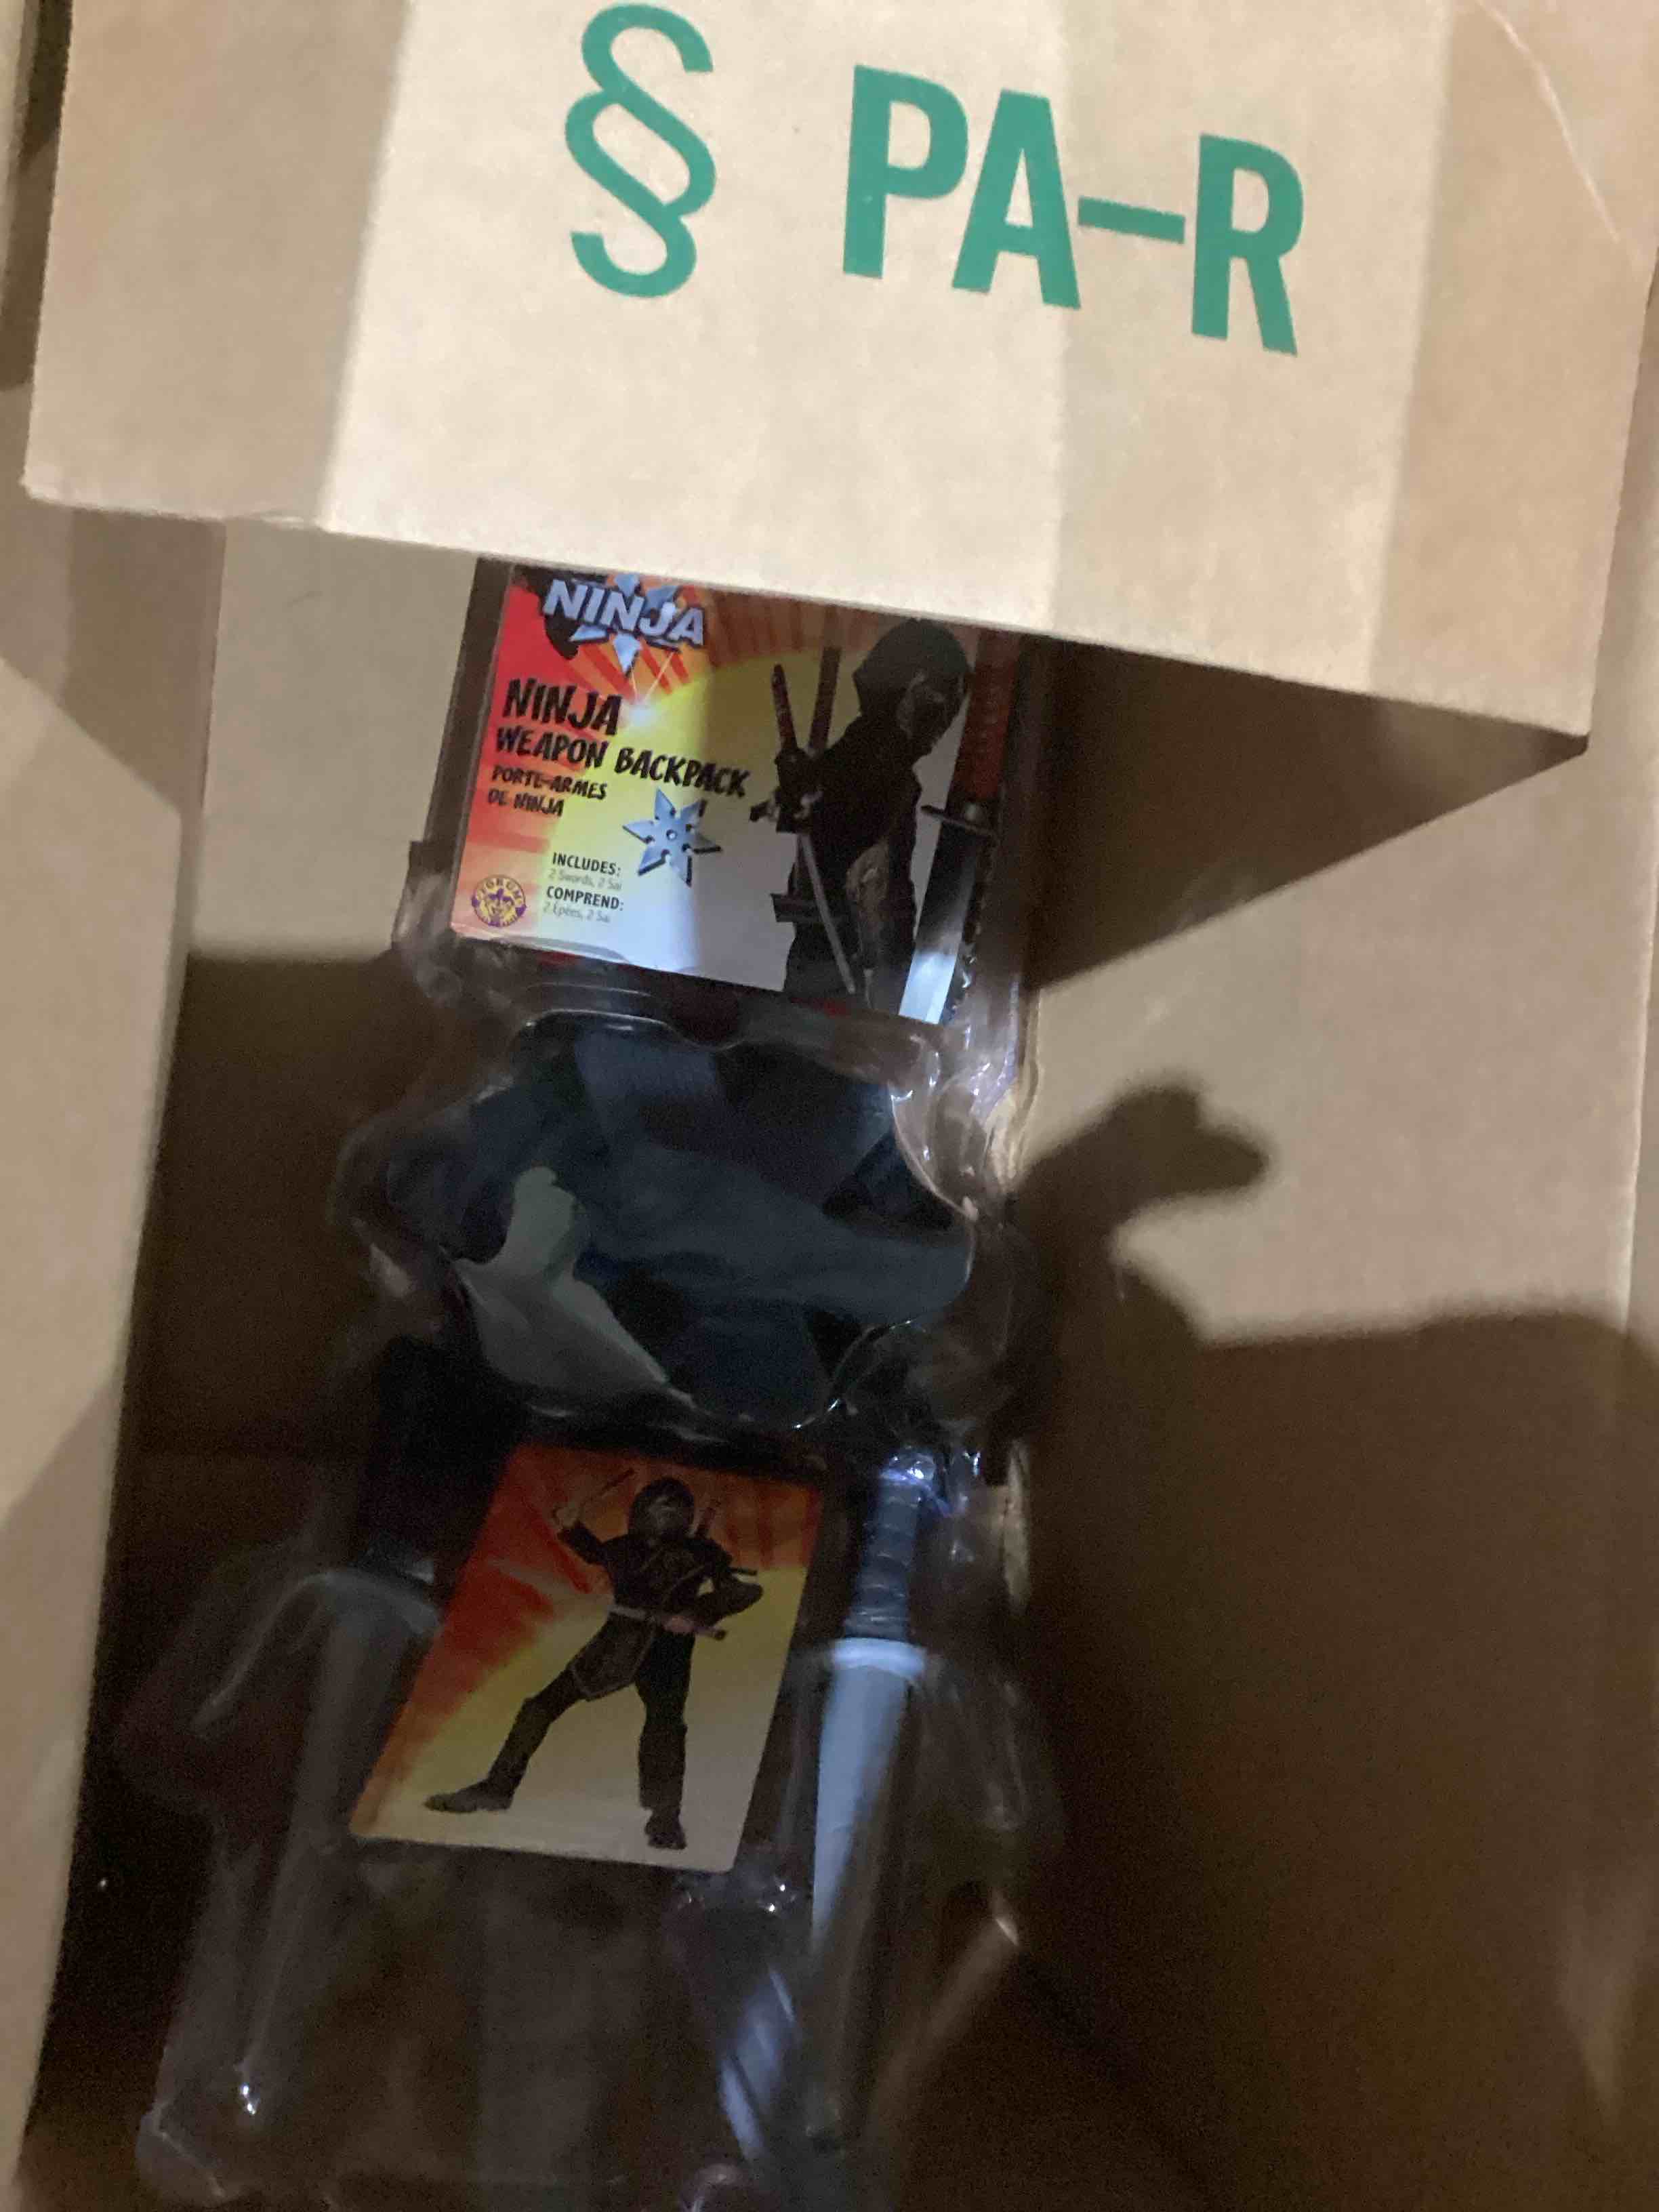 § PA-R
NINJA
NINJA
WEAPON BACKPACK
PORTE-ARMES
DE NINJA
INCLUDES:
2 Swords, 2 Sai
COMPREND:
2 Épées, 2 Sai
FORUM